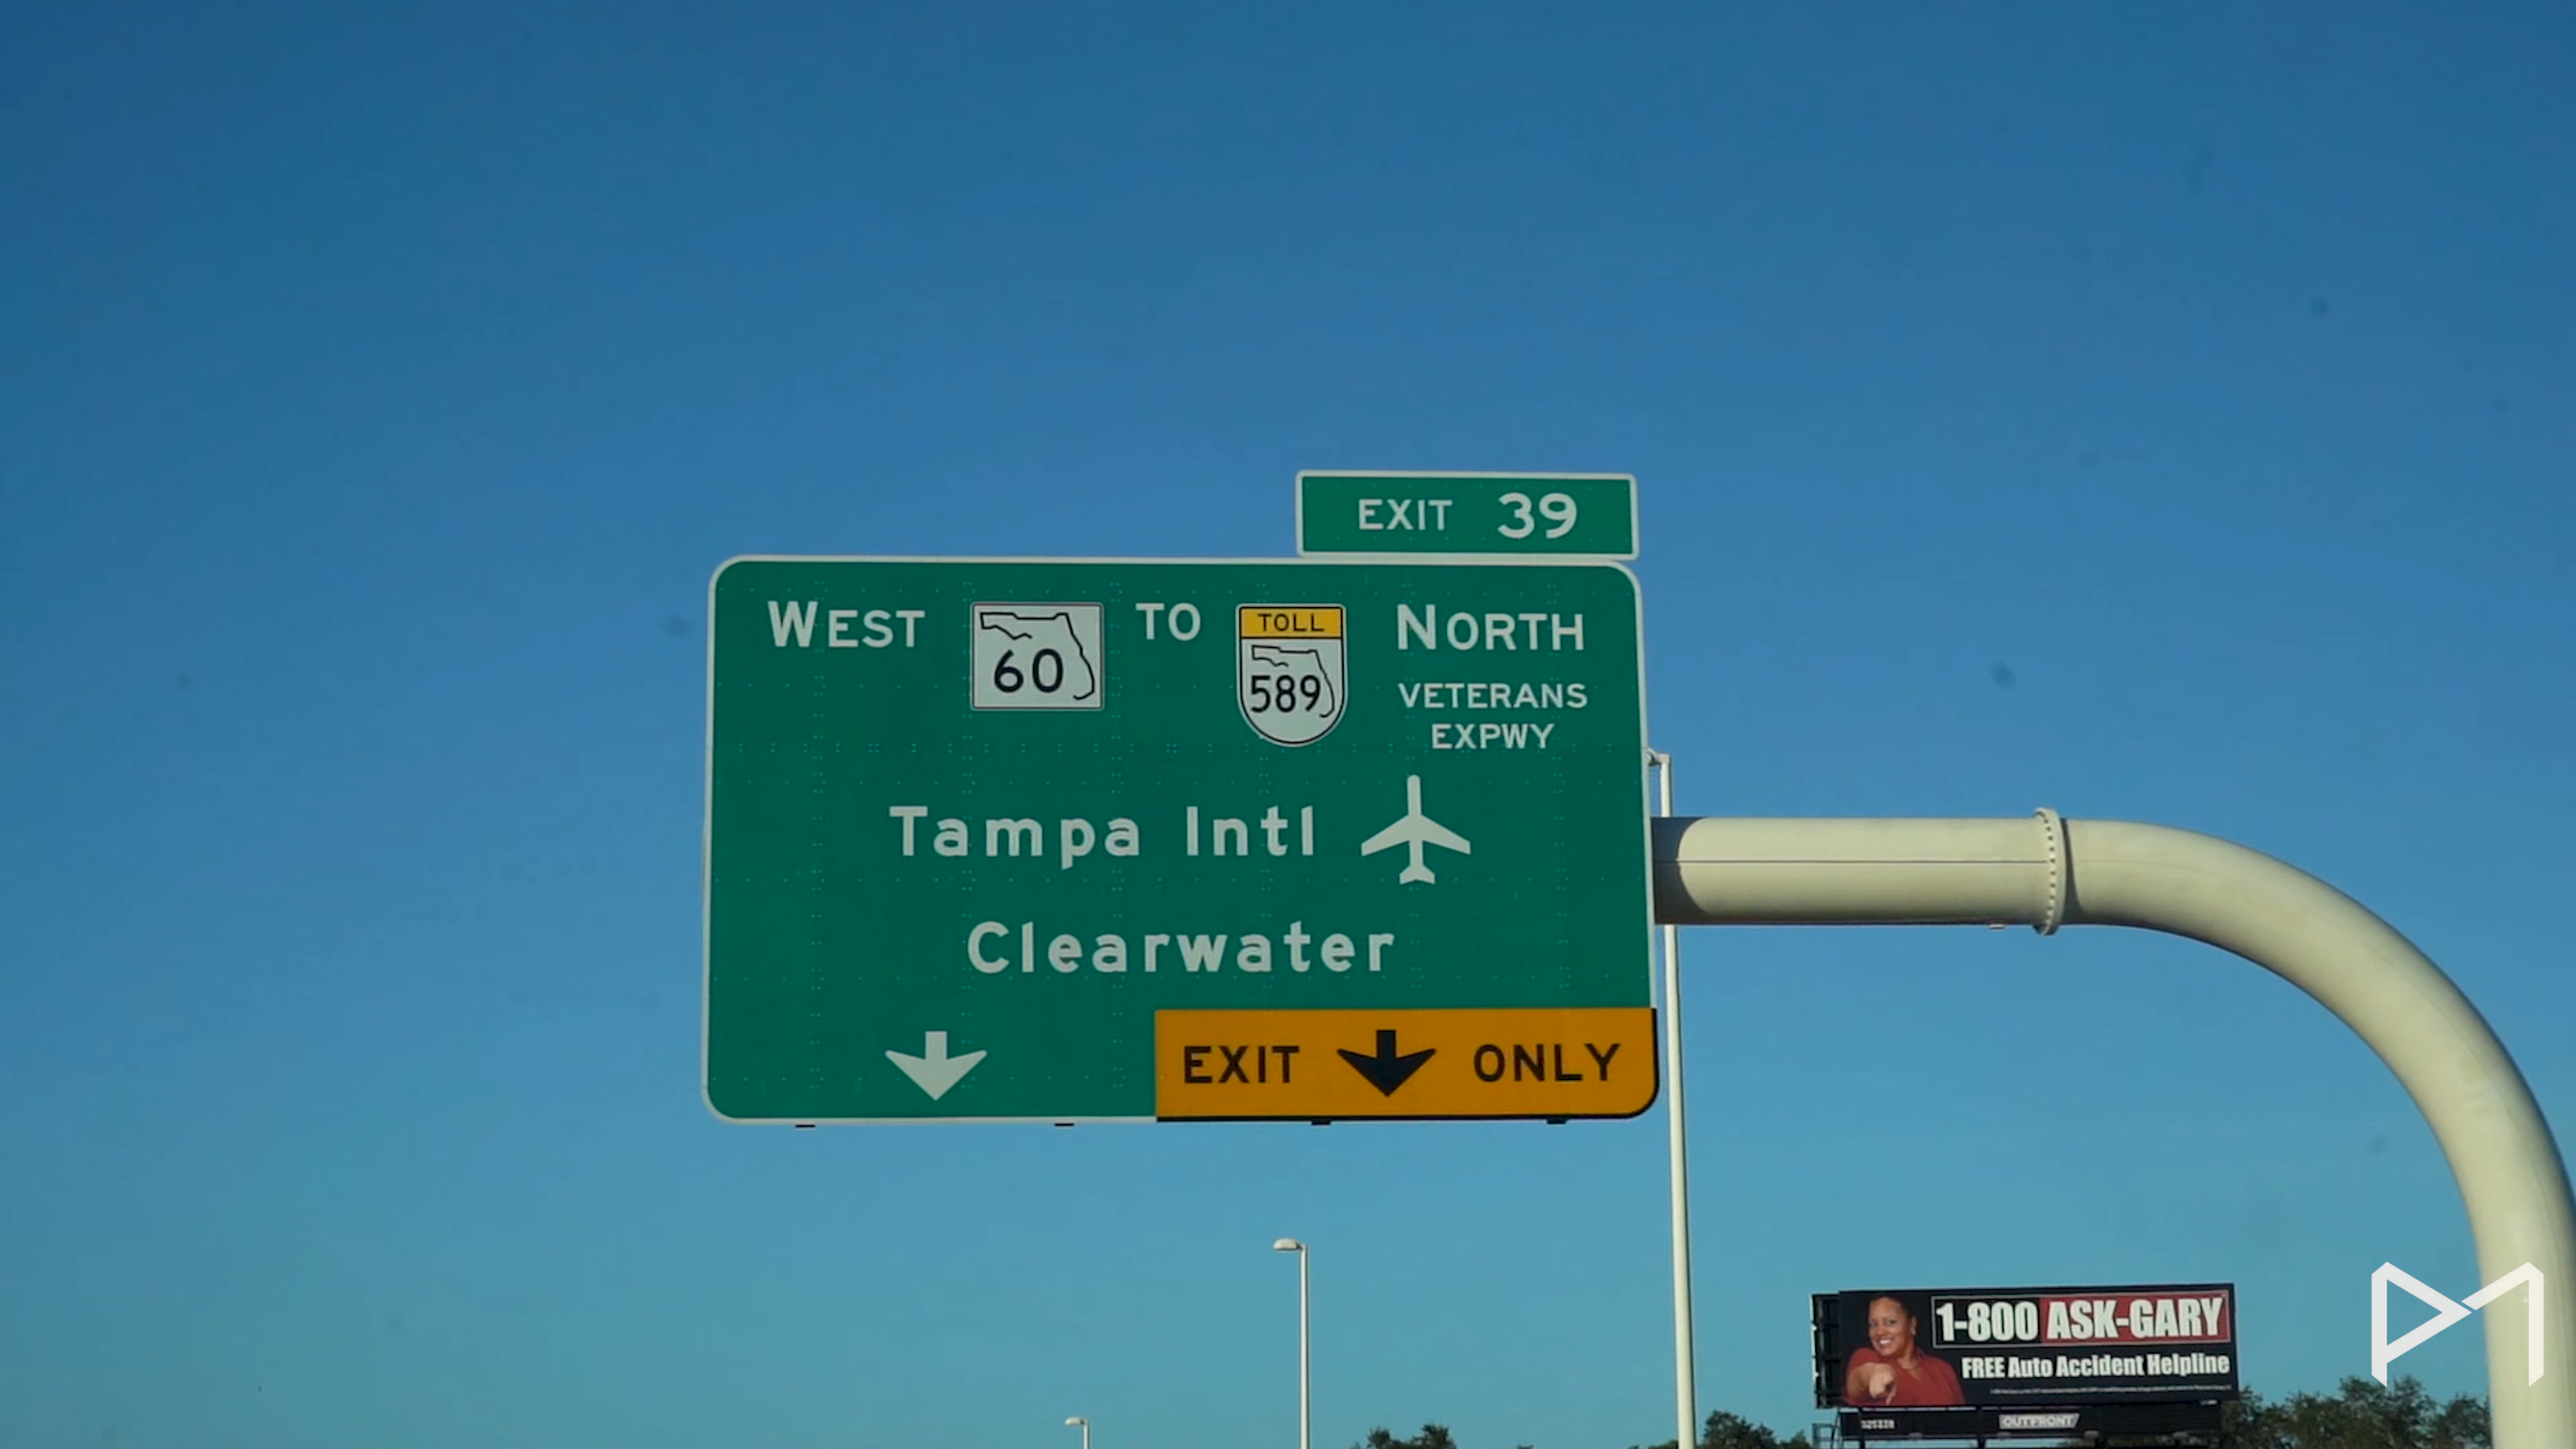 EXIT 39
WEST 60 TO TOLL 589 NORTH
VETERANS
EXPWY
Tampa Intl
Clearwater
EXIT ONLY
1-800 ASK-GARY
FREE Auto Accident Helpline
OUTFRONT